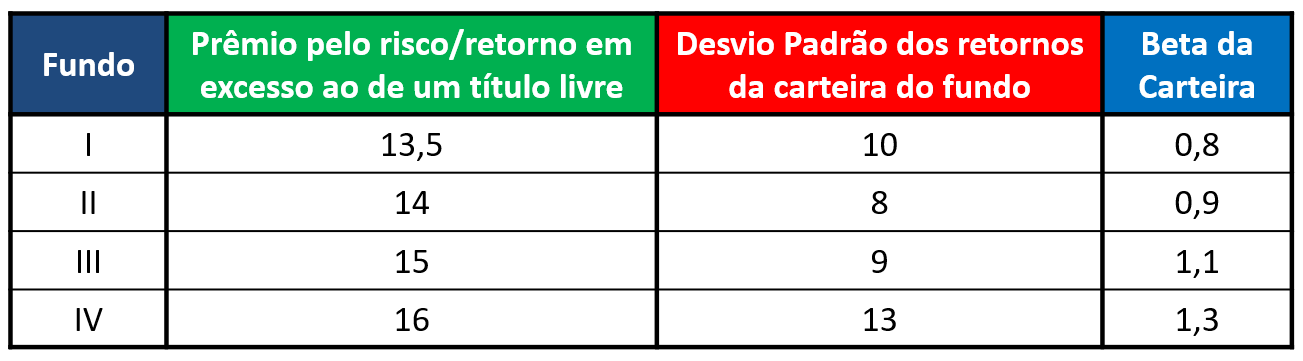 Fundo
Prêmio pelo risco/retorno em
excesso ao de um título livre
Desvio Padrão dos retornos
da carteira do fundo
Beta da
Carteira
I 13,5 10 0,8
II 14 8 0,9
III 15 9 1,1
IV 16 13 1,3